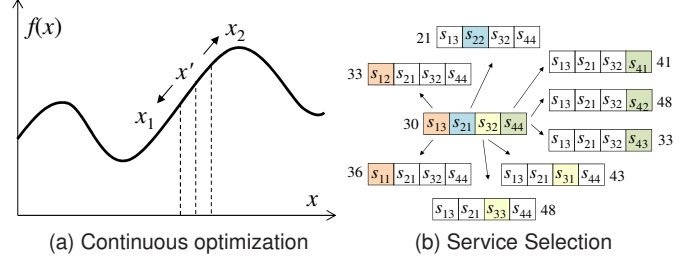 f(x)
x₂
x′
x₁
x
(a) Continuous optimization
21 s₁₃ s₂₂ s₃₂ s₄₄
33 s₁₂ s₂₁ s₃₂ s₄₄
s₁₃ s₂₁ s₃₂ s₄₁ 41
s₁₃ s₂₁ s₃₂ s₄₂ 48
30 s₁₃ s₂₁ s₃₂ s₄₄
s₁₃ s₂₁ s₃₂ s₄₃ 33
36 s₁₁ s₂₁ s₃₂ s₄₄
s₁₃ s₂₁ s₃₁ s₄₄ 43
s₁₃ s₂₁ s₃₃ s₄₄ 48
(b) Service Selection